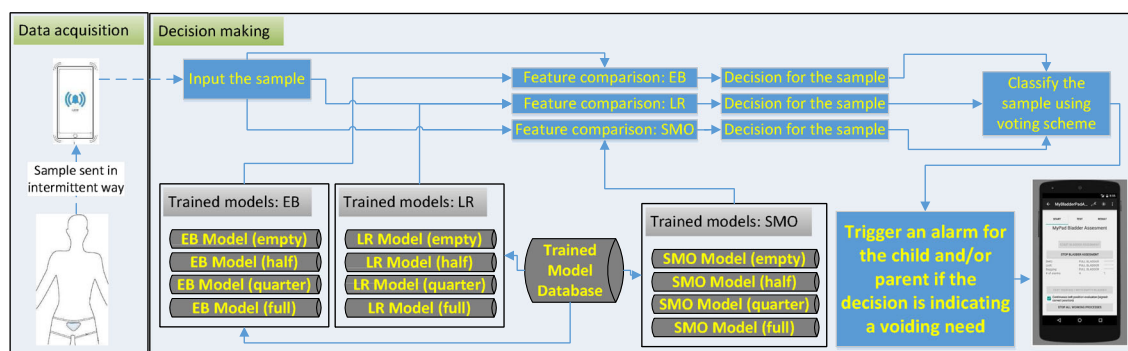 Data acquisition
Sample sent in
intermittent way
Decision making
Input the sample
Feature comparison: EB
Decision for the sample
Feature comparison: LR
Decision for the sample
Feature comparison: SMO
Decision for the sample
Classify the
sample using
voting scheme
Trained models: EB
EB Model (empty)
EB Model (half)
EB Model (quarter)
EB Model (full)
Trained models: LR
LR Model (empty)
LR Model (half)
LR Model (quarter)
LR Model (full)
Trained
Model
Database
Trained models: SMO
SMO Model (empty)
SMO Model (half)
SMO Model (quarter)
SMO Model (full)
Trigger an alarm for
the child and/or
parent if the
decision is indicating
a voiding need
MyPad Bladder Assesment
STOP BLADDER ASSESSMENT